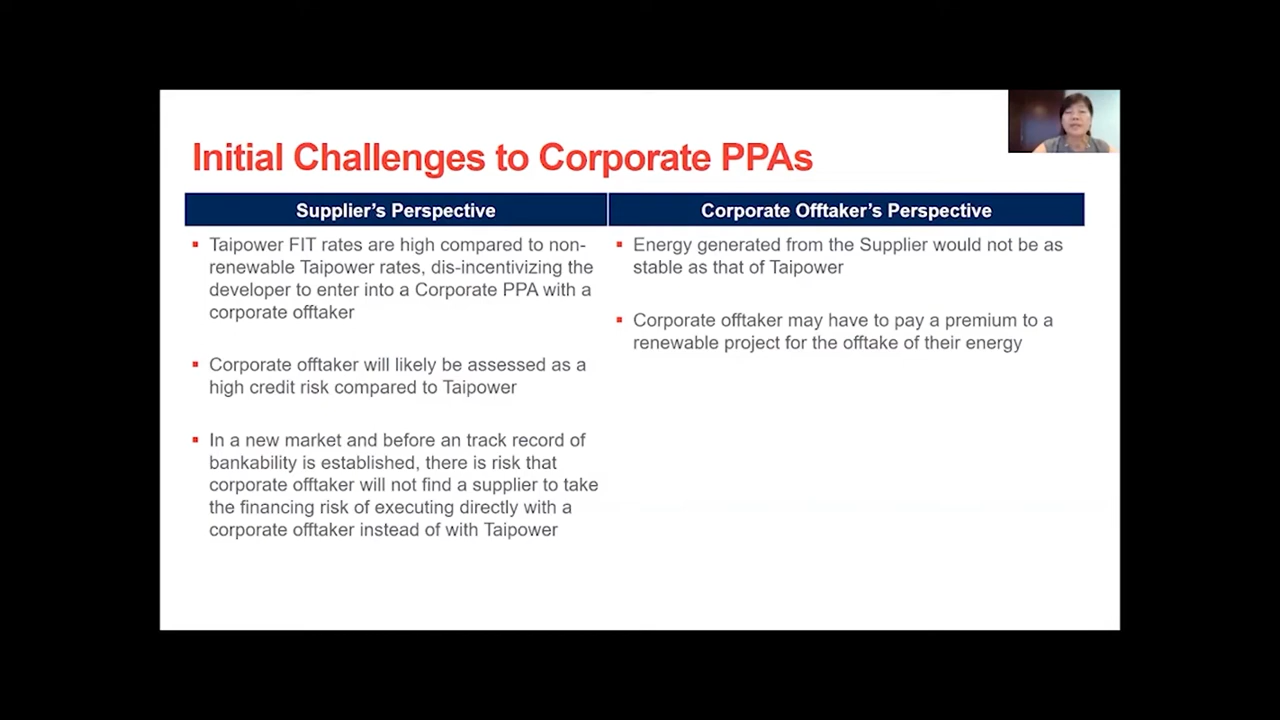 Initial Challenges to Corporate PPAs
Supplier's Perspective
Corporate Offtaker's Perspective
Taipower FIT rates are high compared to non-
renewable Taipower rates, dis-incentivizing the
developer to enter into a Corporate PPA with a
corporate offtaker
Corporate offtaker will likely be assessed as a
high credit risk compared to Taipower
In a new market and before an track record of
bankability is established, there is risk that
corporate offtaker will not find a supplier to take
the financing risk of executing directly with a
corporate offtaker instead of with Taipower
Energy generated from the Supplier would not be as
stable as that of Taipower
Corporate offtaker may have to pay a premium to a
renewable project for the offtake of their energy